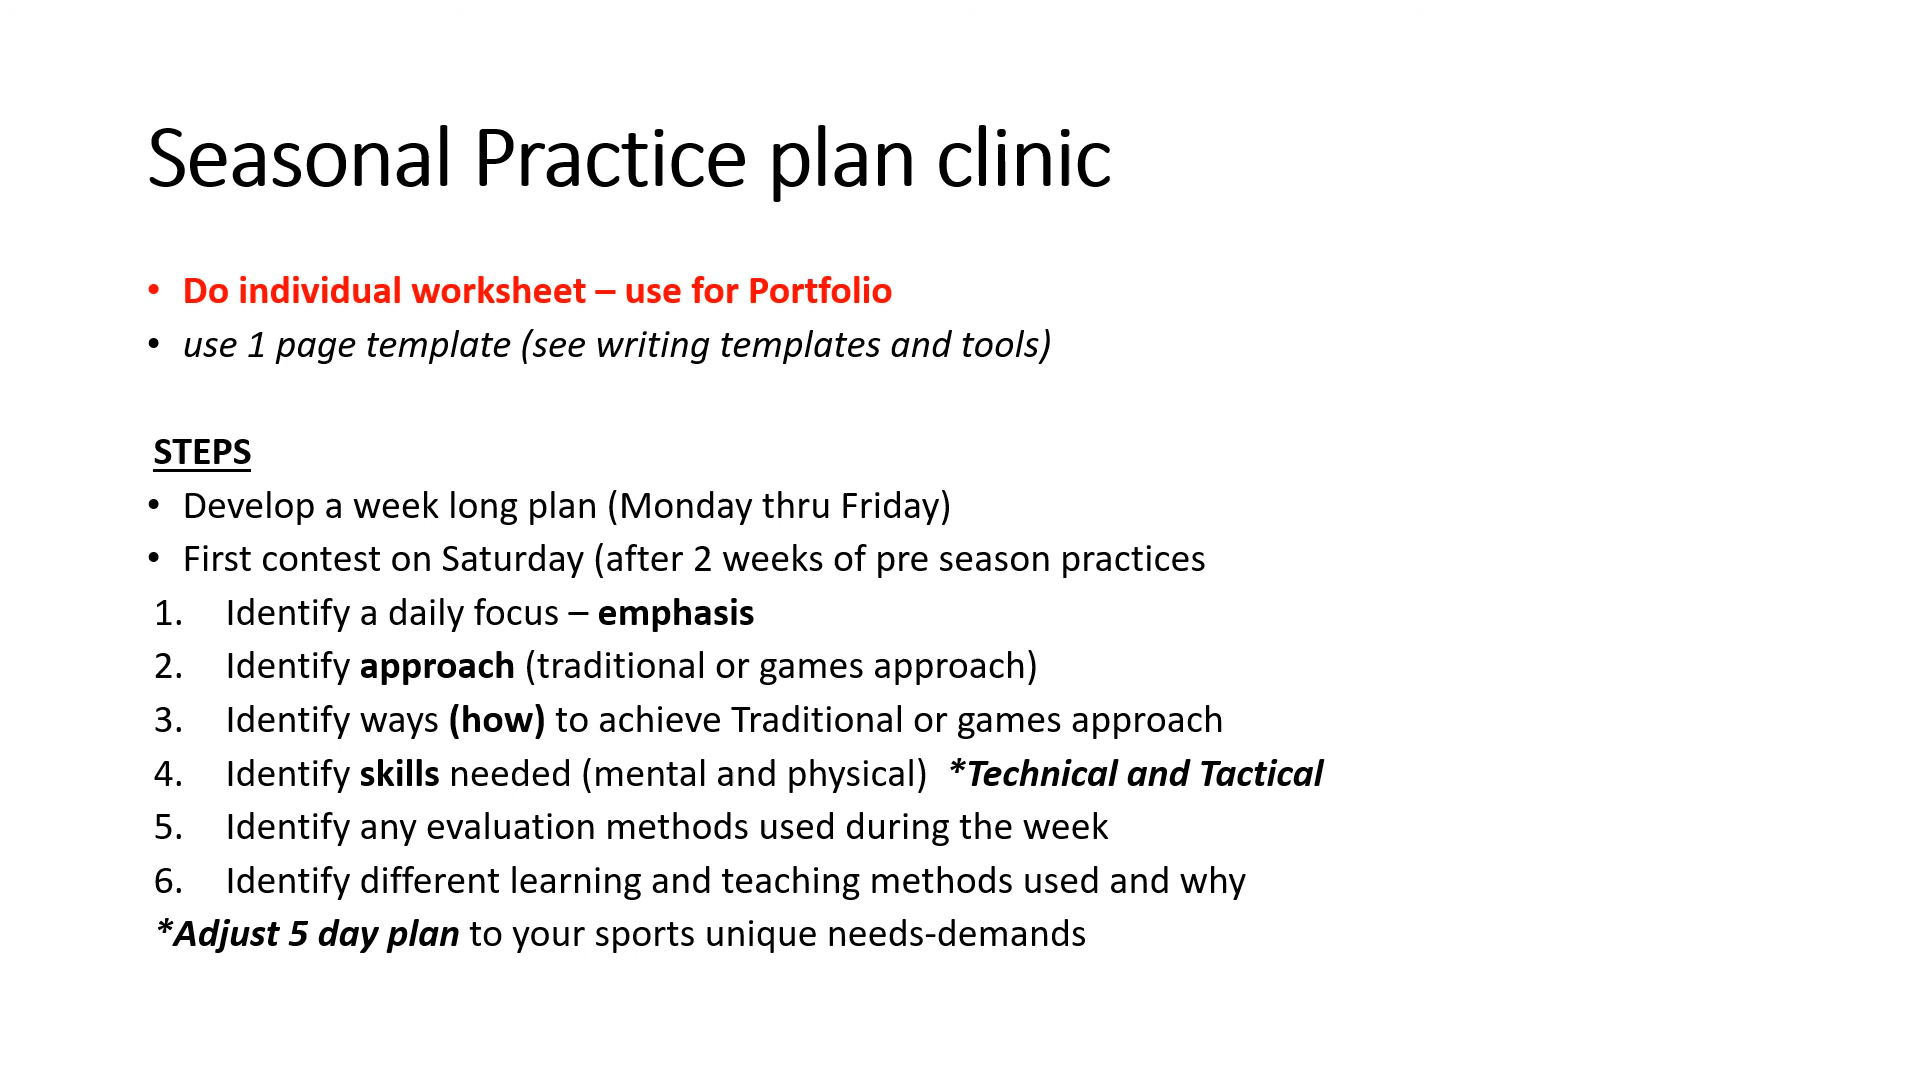 Seasonal Practice plan clinic
• Do individual worksheet – use for Portfolio
• use 1 page template (see writing templates and tools)
STEPS
• Develop a week long plan (Monday thru Friday)
• First contest on Saturday (after 2 weeks of pre season practices
1. Identify a daily focus – emphasis
2. Identify approach (traditional or games approach)
3. Identify ways (how) to achieve Traditional or games approach
4. Identify skills needed (mental and physical) *Technical and Tactical
5. Identify any evaluation methods used during the week
6. Identify different learning and teaching methods used and why
*Adjust 5 day plan to your sports unique needs-demands